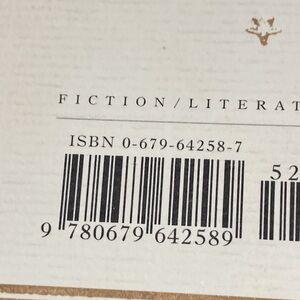 FICTION/LITERAT
ISBN 0-679-64258-7
52
9 780679 642589